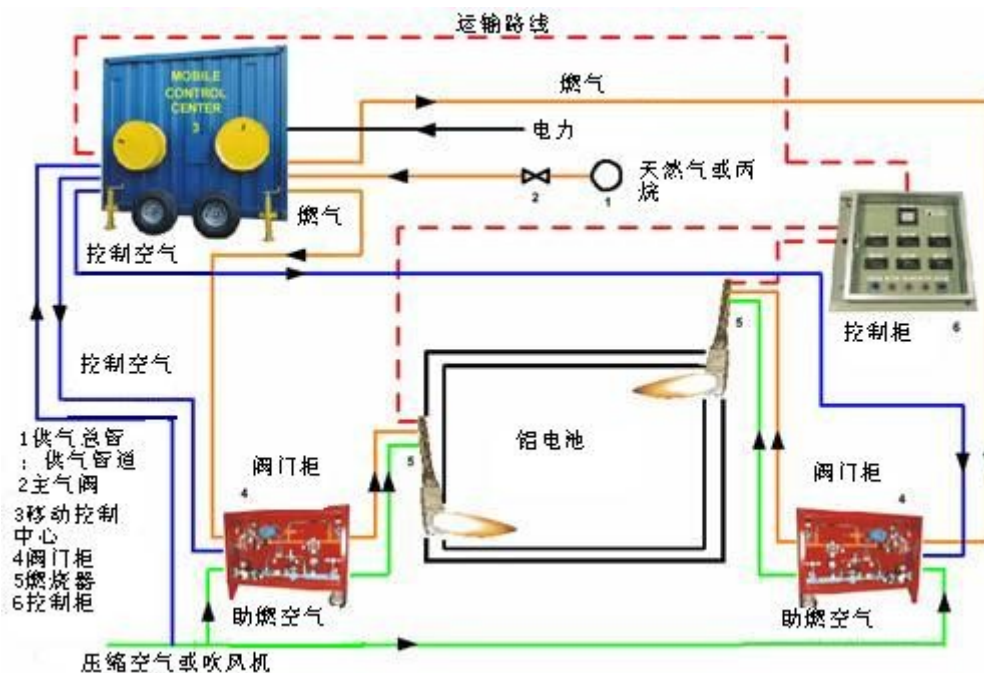 运输路线
MOBILE
CONTROL
CENTER
3
燃气
电力
天然气或丙
烷
2
1
燃气
控制空气
控制柜
6
5
控制空气
铝电池
1供气总管
：供气管道
2主气阀
3移动控制
中心
4阀门柜
5燃烧器
6控制柜
阀门柜
4
5
阀门柜
4
助燃空气
助燃空气
压缩空气或吹风机